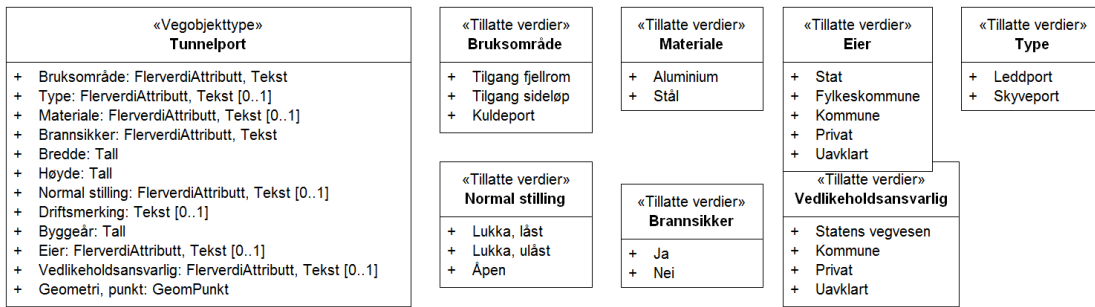 «Vegobjekttype»
Tunnelport
+ Bruksområde: FlerverdiAttributt, Tekst
+ Type: FlerverdiAttributt, Tekst [0..1]
+ Materiale: FlerverdiAttributt, Tekst [0..1]
+ Brannsikker: FlerverdiAttributt, Tekst
+ Bredde: Tall
+ Høyde: Tall
+ Normal stilling: FlerverdiAttributt, Tekst [0..1]
+ Driftsmerking: Tekst [0..1]
+ Byggeår: Tall
+ Eier: FlerverdiAttributt, Tekst [0..1]
+ Vedlikeholdsansvarlig: FlerverdiAttributt, Tekst [0..1]
+ Geometri, punkt: GeomPunkt
«Tillatte verdier»
Bruksområde
+ Tilgang fjellrom
+ Tilgang sideløp
+ Kuldeport
«Tillatte verdier»
Materiale
+ Aluminium
+ Stål
«Tillatte verdier»
Eier
+ Stat
+ Fylkeskommune
+ Kommune
+ Privat
+ Uavklart
«Tillatte verdier»
Type
+ Leddport
+ Skyveport
«Tillatte verdier»
Normal stilling
+ Lukka, låst
+ Lukka, ulåst
+ Åpen
«Tillatte verdier»
Brannsikker
+ Ja
+ Nei
«Tillatte verdier»
Vedlikeholdsansvarlig
+ Statens vegvesen
+ Kommune
+ Privat
+ Uavklart